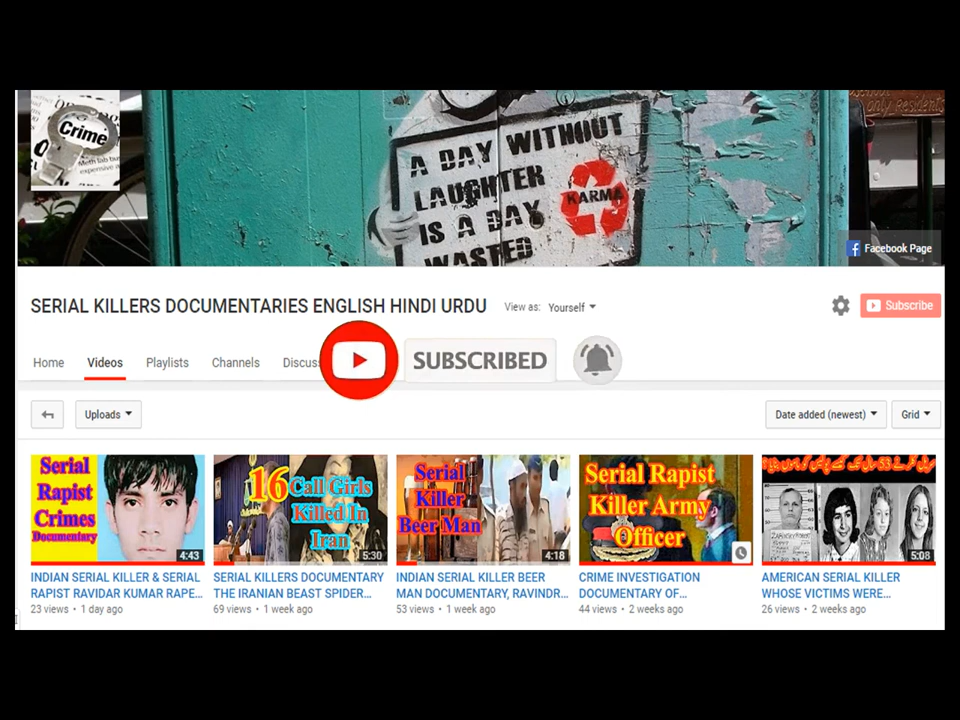 Crime
Meth lab
expensive
A DAY WITHOUT
LAUGHTER
IS A DAY
WASTED
KARMA
only Residents
Facebook Page
SERIAL KILLERS DOCUMENTARIES ENGLISH HINDI URDU
View as: Yourself
Subscribe
Home Videos Playlists Channels Discuss
SUBSCRIBED
Uploads
Date added (newest)
Grid
Serial
Rapist
Crimes
Documentary
4:43
16 Call Girls
Killed In
Iran
5:30
Serial
Killer
Beer Man
4:18
Serial Rapist
Killer Army
Officer
5:08
INDIAN SERIAL KILLER & SERIAL
RAPIST RAVIDAR KUMAR RAPE...
23 views • 1 day ago
SERIAL KILLERS DOCUMENTARY
THE IRANIAN BEAST SPIDER...
69 views • 1 week ago
INDIAN SERIAL KILLER BEER
MAN DOCUMENTARY, RAVINDR...
53 views • 1 week ago
CRIME INVESTIGATION
DOCUMENTARY OF...
44 views • 2 weeks ago
AMERICAN SERIAL KILLER
WHOSE VICTIMS WERE...
26 views • 2 weeks ago